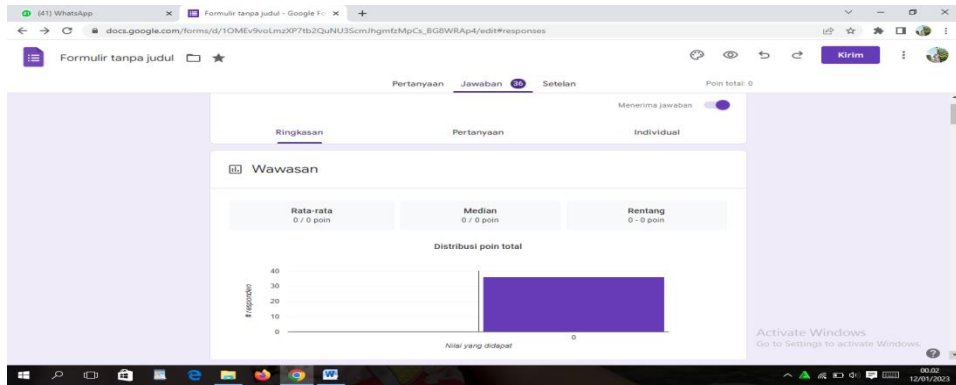 (41) WhatsApp
Formulir tanpa judul - Google Fo
docs.google.com/forms/d/1OMEv9voLmzXP7tb2QuNU3ScmJhgmfzMpCs_BG8WRAp4/edit#responses
Formulir tanpa judul
Kirim
Pertanyaan Jawaban 36 Setelan Poin total: 0
Menerima jawaban
Ringkasan Pertanyaan Individual
Wawasan
Rata-rata Median Rentang
0 / 0 poin 0 / 0 poin 0 - 0 poin
Distribusi poin total
40
30
20
10
0
# responden
0
Nilai yang didapat
Activate Windows
Go to Settings to activate Windows.
00.02
12/01/2023